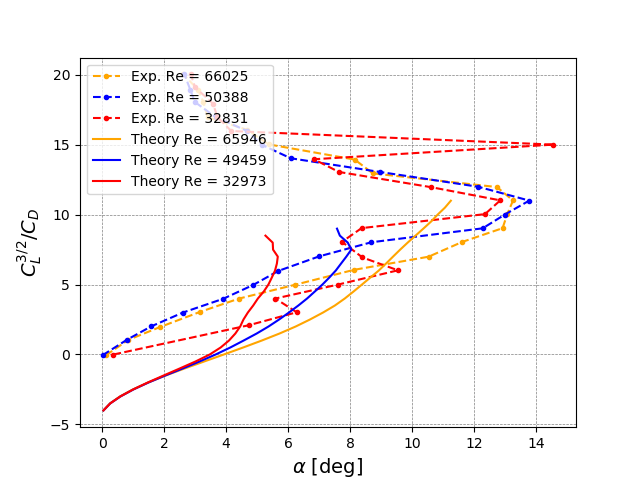 20
15
10
5
0
−5
C_L^{3/2}/C_D
Exp. Re = 66025
Exp. Re = 50388
Exp. Re = 32831
Theory Re = 65946
Theory Re = 49459
Theory Re = 32973
0 2 4 6 8 10 12 14
α [deg]